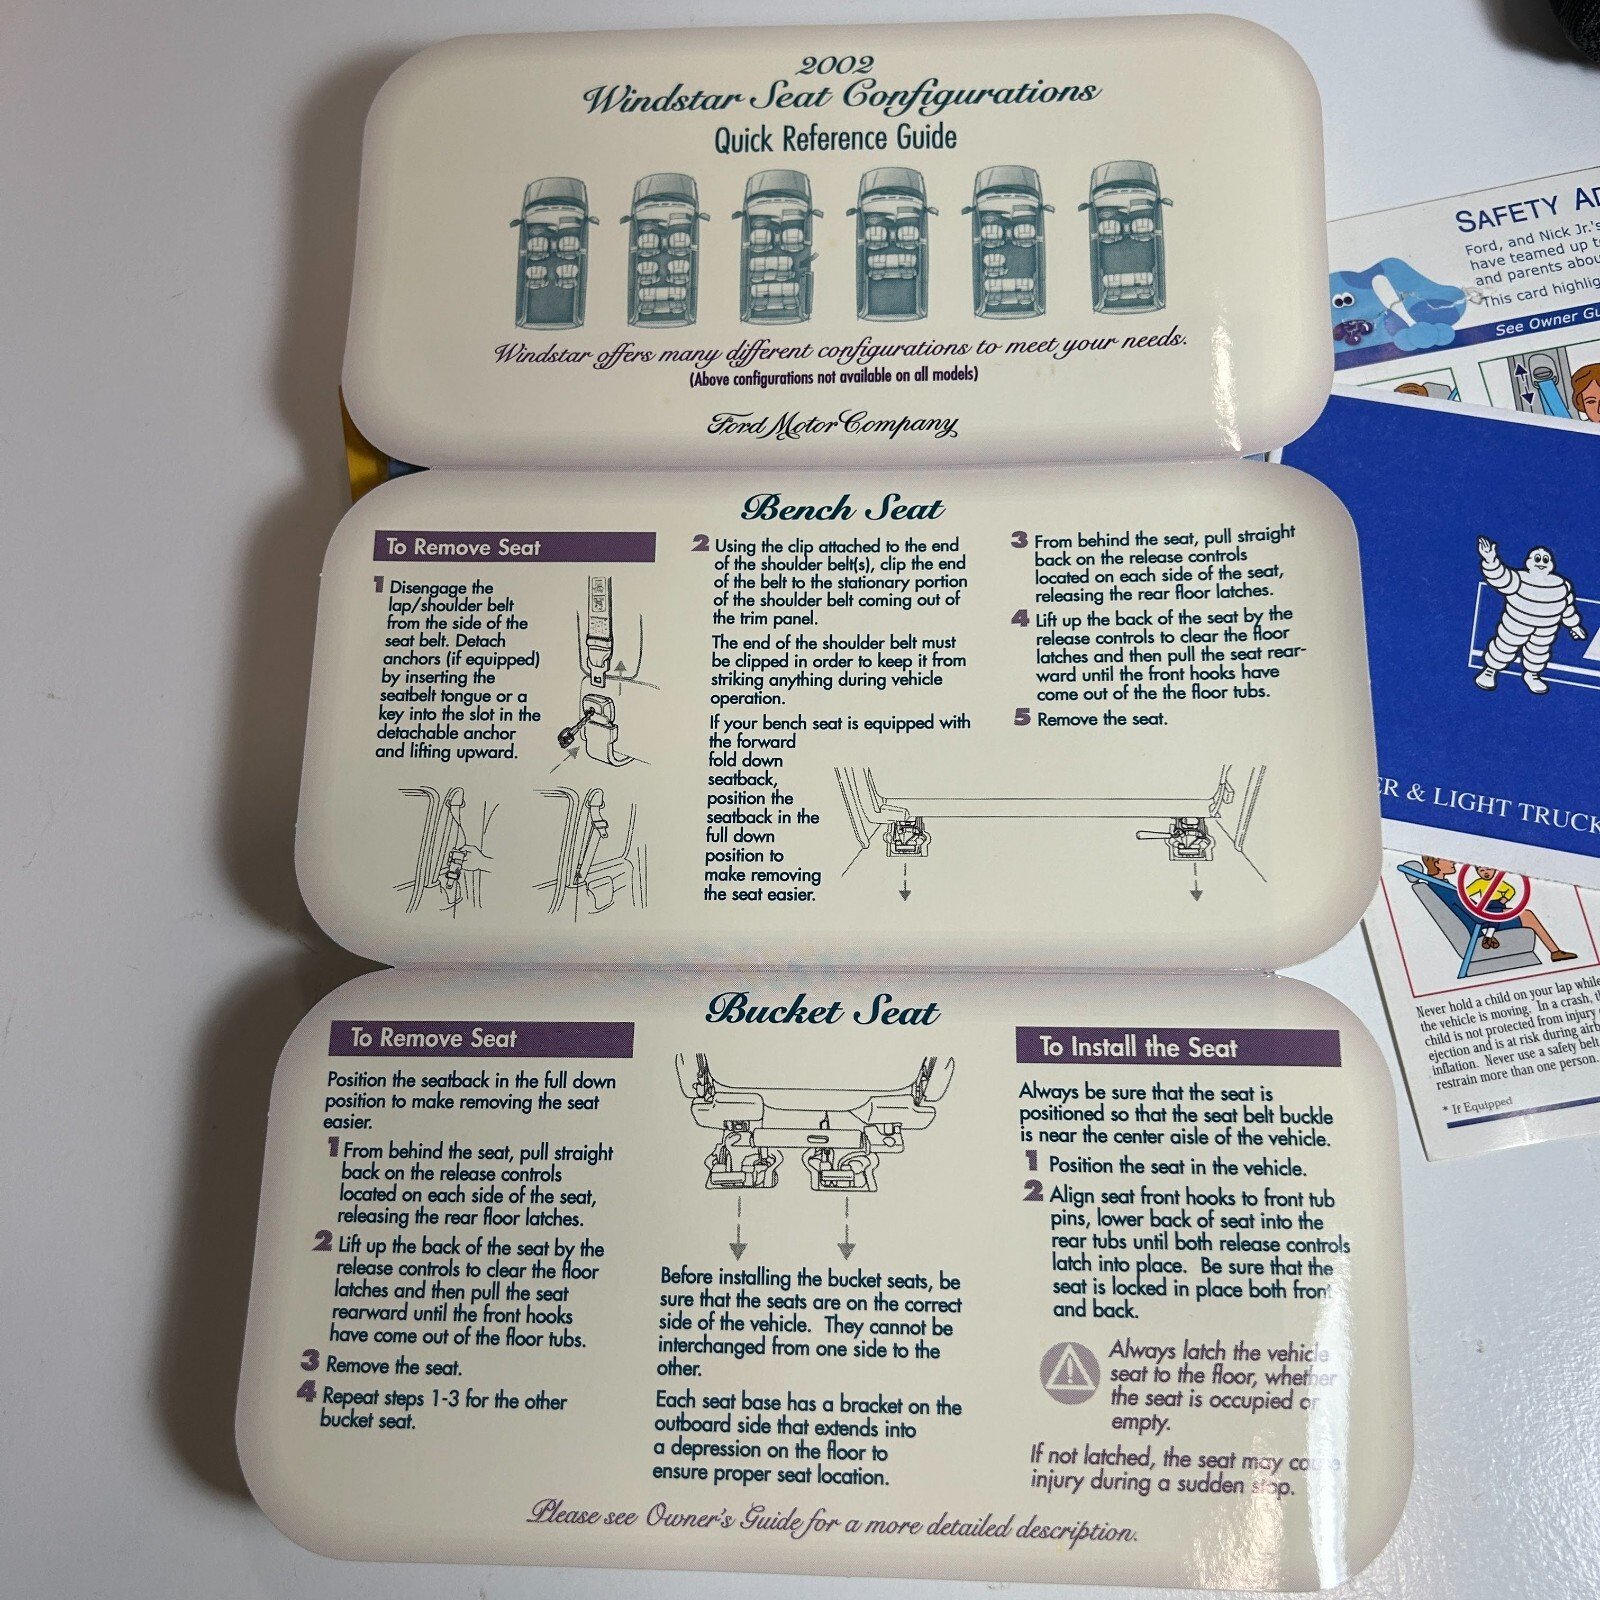 2002
Windstar Seat Configurations
Quick Reference Guide
Windstar offers many different configurations to meet your needs.
(Above configurations not available on all models)
Ford Motor Company
Bench Seat
To Remove Seat
1 Disengage the
lap/shoulder belt
from the side of the
seat belt. Detach
anchors (if equipped)
by inserting the
seatbelt tongue or a
key into the slot in the
detachable anchor
and lifting upward.
2 Using the clip attached to the end
of the shoulder belt(s), clip the end
of the belt to the stationary portion
of the shoulder belt coming out of
the trim panel.
The end of the shoulder belt must
be clipped in order to keep it from
striking anything during vehicle
operation.
If your bench seat is equipped with
the forward
fold down
seatback,
position the
seatback in the
full down
position to
make removing
the seat easier.
3 From behind the seat, pull straight
back on the release controls
located on each side of the seat,
releasing the rear floor latches.
4 Lift up the back of the seat by the
release controls to clear the floor
latches and then pull the seat rear-
ward until the front hooks have
come out of the the floor tubs.
5 Remove the seat.
Bucket Seat
To Remove Seat
Position the seatback in the full down
position to make removing the seat
easier.
1 From behind the seat, pull straight
back on the release controls
located on each side of the seat,
releasing the rear floor latches.
2 Lift up the back of the seat by the
release controls to clear the floor
latches and then pull the seat
rearward until the front hooks
have come out of the floor tubs.
3 Remove the seat.
4 Repeat steps 1-3 for the other
bucket seat.
Before installing the bucket seats, be
sure that the seats are on the correct
side of the vehicle. They cannot be
interchanged from one side to the
other.
Each seat base has a bracket on the
outboard side that extends into
a depression on the floor to
ensure proper seat location.
To Install the Seat
Always be sure that the seat is
positioned so that the seat belt buckle
is near the center aisle of the vehicle.
1 Position the seat in the vehicle.
2 Align seat front hooks to front tub
pins, lower back of seat into the
rear tubs until both release controls
latch into place. Be sure that the
seat is locked in place both front
and back.
Always latch the vehicle
seat to the floor, whether
the seat is occupied or
empty.
If not latched, the seat may cause
injury during a sudden stop.
Please see Owner's Guide for a more detailed description.
SAFETY
Ford, and Nick Jr.'s
have teamed up
and parents
This card
See Owner
& LIGHT TRUCK
Never hold a child on your lap while
the vehicle is moving. In a crash,
child is not protected from injury
ejection and is at risk during
inflation. Never use a safety belt
restrain more than one person.
* If Equipped